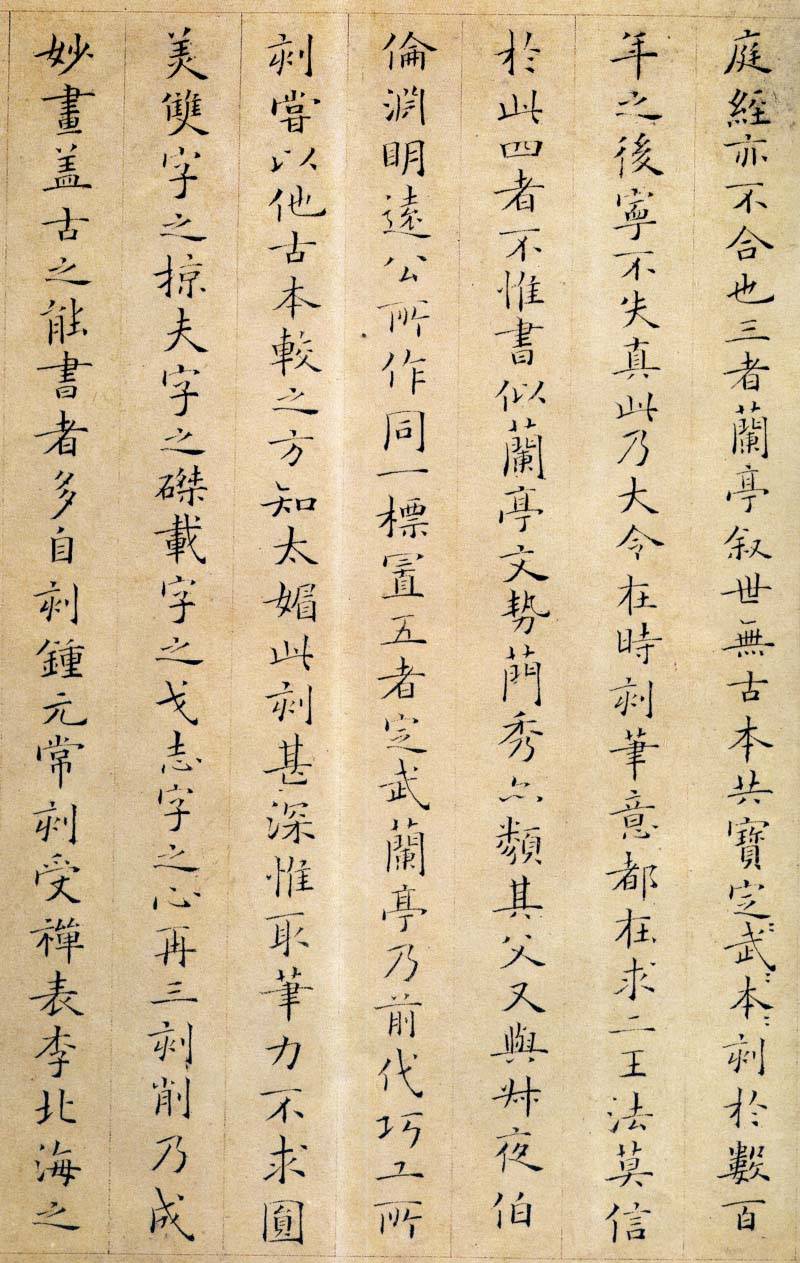 庭經亦不合也三者蘭亭叙世無古本共寶定〻武〻本〻刻於數百
年之後寧不失真此乃大令在時刻筆意都在求二王法莫信
於此四者不惟書似蘭亭文勢蕳秀亦類其父又與叔夜伯
倫淵明遠公所作同一標置五者定武蘭亭乃前代巧工所
刻嘗以他古本較之方知太媚此刻甚深惟取筆力不求圓
美雙字之掠夫字之磔載字之戈志字之心再三刻削乃成
妙畫盖古之能書者多自刻鍾元常刻受禪表李北海之